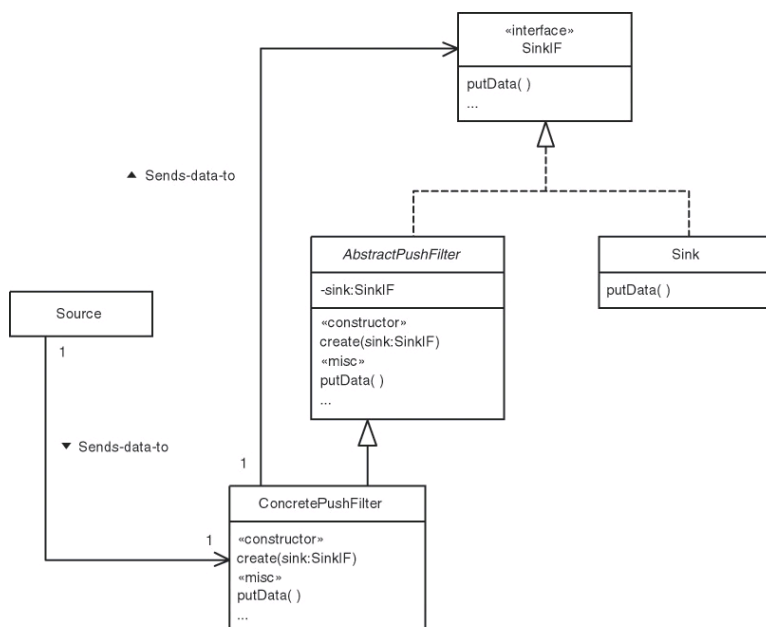 «interface»
SinkIF
putData( )
...
▲ Sends-data-to
AbstractPushFilter
-sink:SinkIF
«constructor»
create(sink:SinkIF)
«misc»
putData( )
...
Sink
putData( )
Source
1
▼ Sends-data-to
1
1
ConcretePushFilter
«constructor»
create(sink:SinkIF)
«misc»
putData( )
...